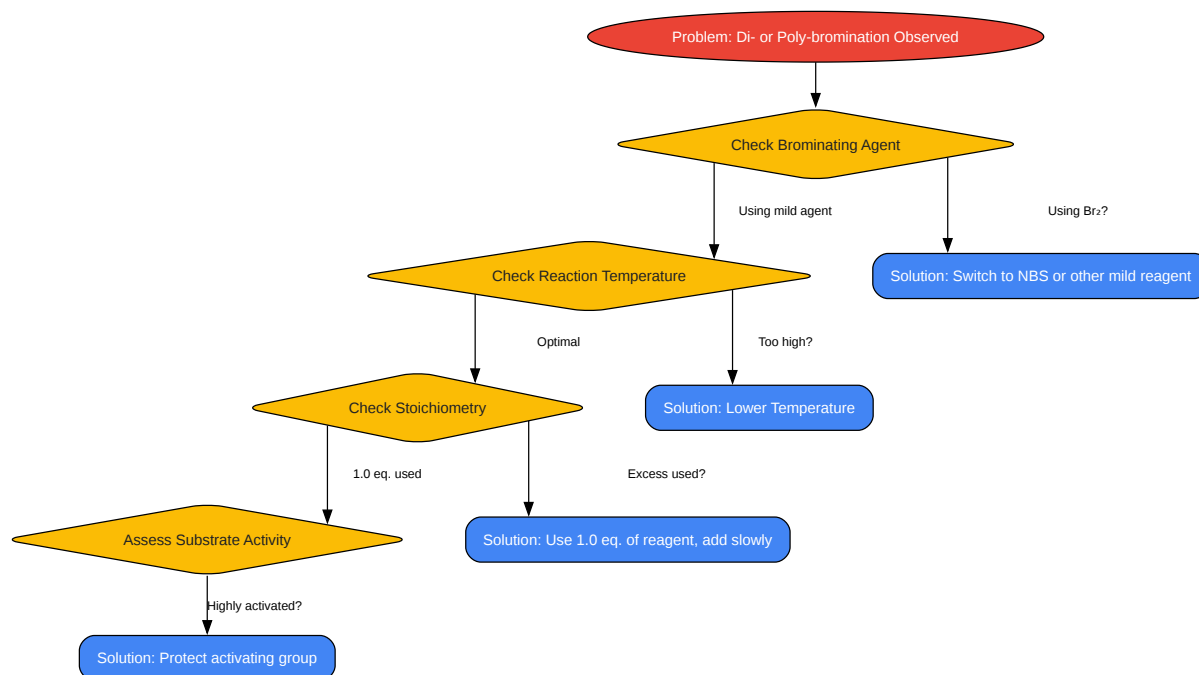 Problem: Di- or Poly-bromination Observed
Check Brominating Agent
Using mild agent
Using Br₂?
Check Reaction Temperature
Solution: Switch to NBS or other mild reagent
Optimal
Too high?
Check Stoichiometry
Solution: Lower Temperature
1.0 eq. used
Excess used?
Assess Substrate Activity
Solution: Use 1.0 eq. of reagent, add slowly
Highly activated?
Solution: Protect activating group